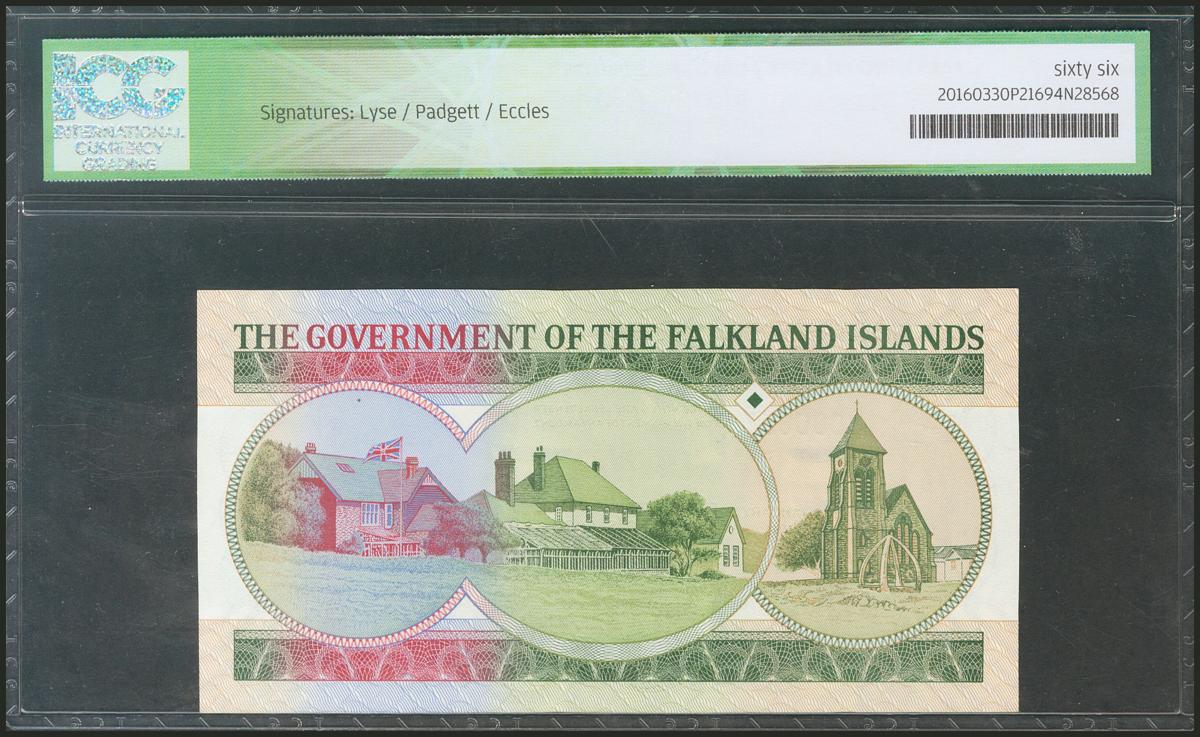 ICG
INTERNATIONAL
CURRENCY
GRADING
Signatures: Lyse / Padgett / Eccles
sixty six
20160330P21694N28568
THE GOVERNMENT OF THE FALKLAND ISLANDS